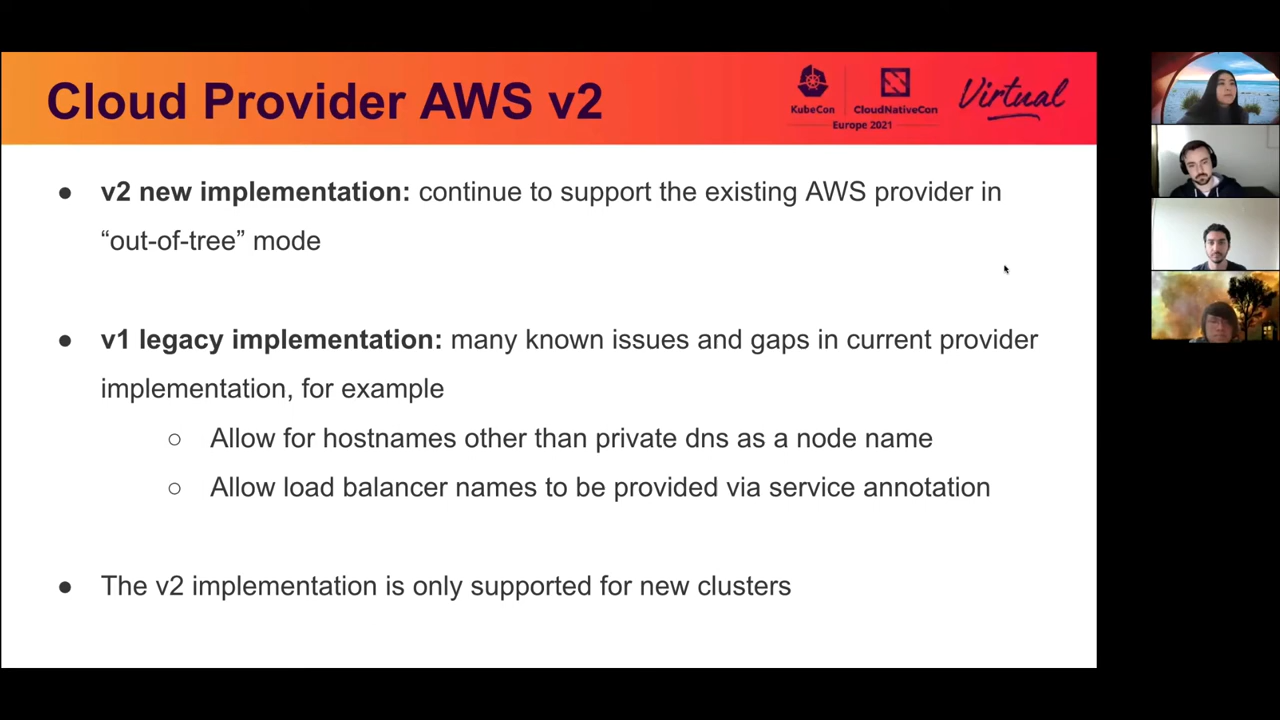 Cloud Provider AWS v2
KubeCon
CloudNativeCon
Europe 2021
Virtual
● v2 new implementation: continue to support the existing AWS provider in
“out-of-tree” mode
● v1 legacy implementation: many known issues and gaps in current provider
implementation, for example
○ Allow for hostnames other than private dns as a node name
○ Allow load balancer names to be provided via service annotation
● The v2 implementation is only supported for new clusters